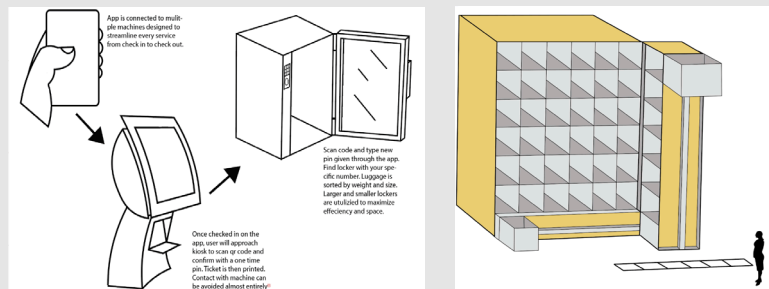 App is connected to mulit-
ple machines designed to
streamline every service
from check in to check out.
Scan code and type new
pin given through the app.
Find locker with your spe-
cific number. Luggage is
sorted by weight and size.
Larger and smaller lockers
are utulizied to maximize
effeciency and space.
Once checked in on the
app, user will approach
kiosk to scan qr code and
confirm with a one time
pin. Ticket is then printed.
Contact with machine can
be avoided almost entirely